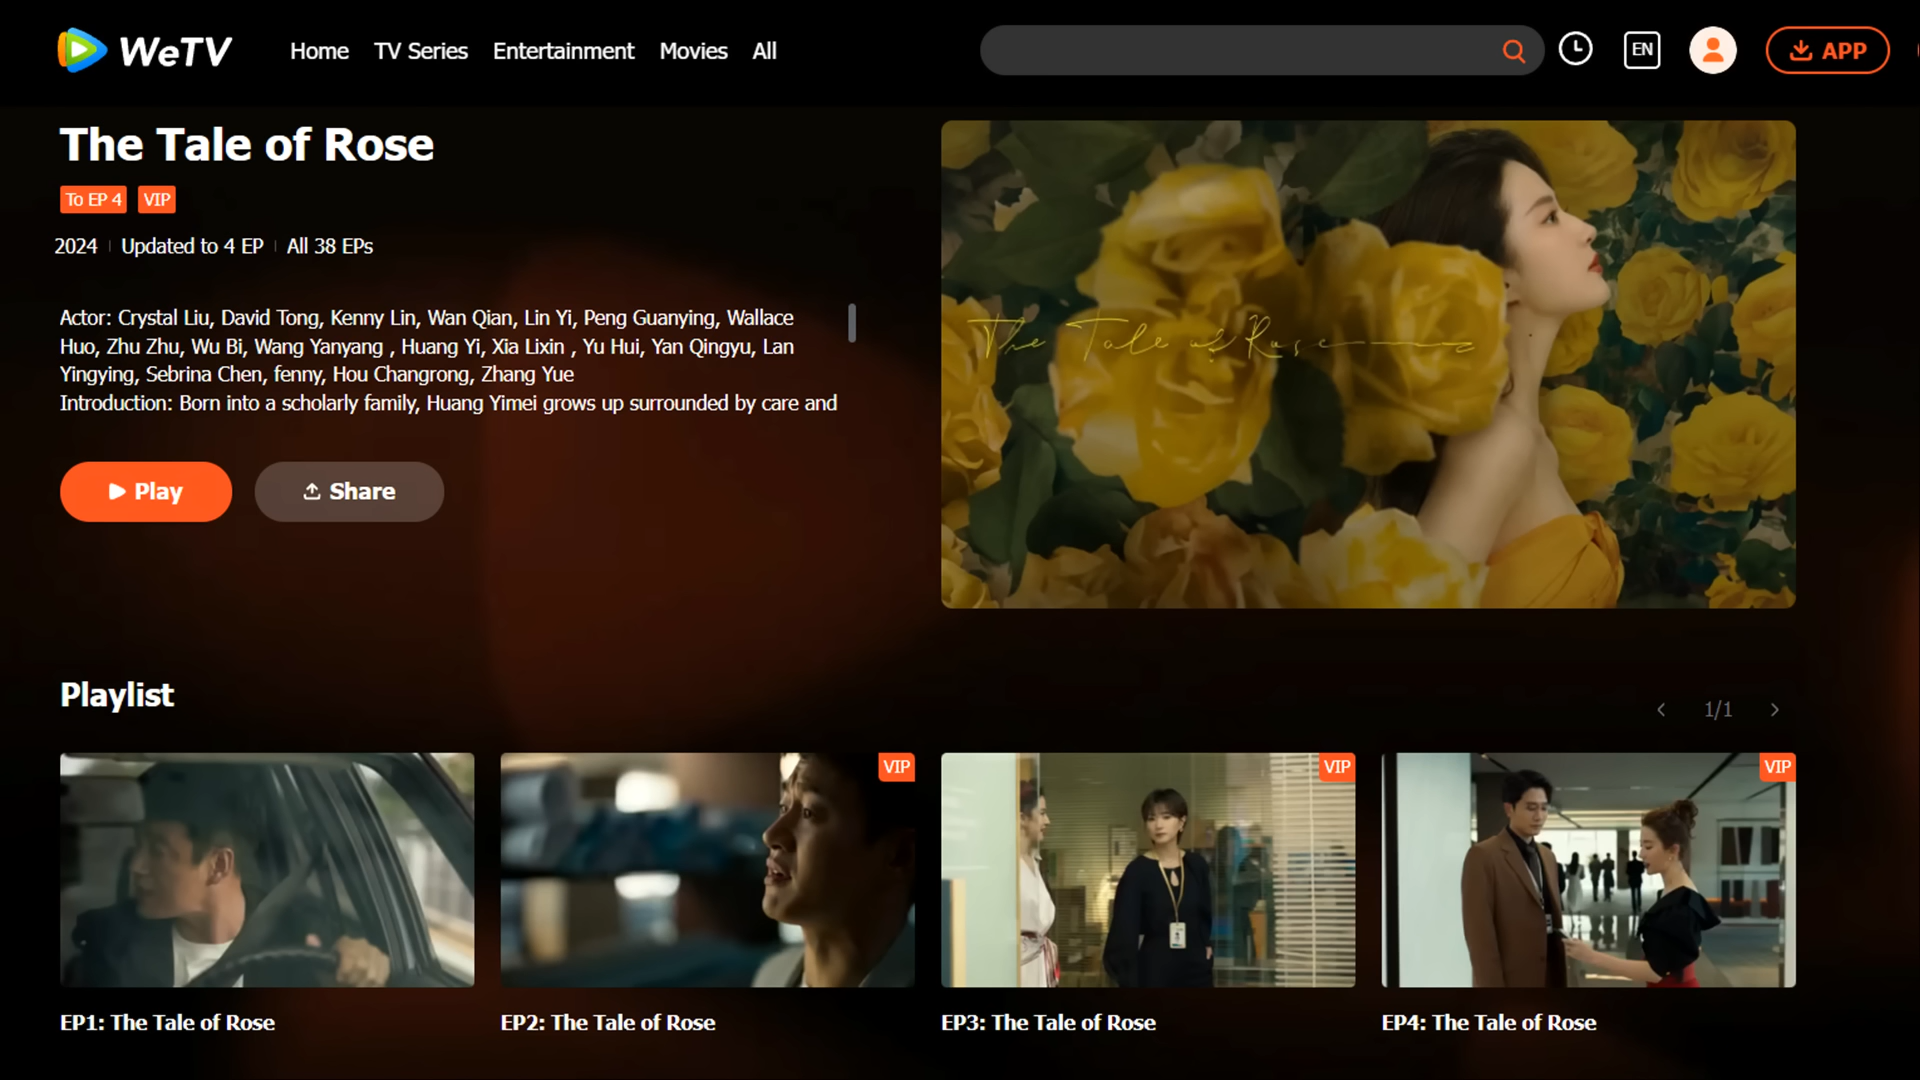 WeTV
Home TV Series Entertainment Movies All
EN
APP
The Tale of Rose
To EP 4 VIP
2024 Updated to 4 EP All 38 EPs
Actor: Crystal Liu, David Tong, Kenny Lin, Wan Qian, Lin Yi, Peng Guanying, Wallace
Huo, Zhu Zhu, Wu Bi, Wang Yanyang , Huang Yi, Xia Lixin , Yu Hui, Yan Qingyu, Lan
Yingying, Sebrina Chen, fenny, Hou Changrong, Zhang Yue
Introduction: Born into a scholarly family, Huang Yimei grows up surrounded by care and
Play
Share
The Tale of Rose
Playlist
1/1
VIP
VIP
VIP
EP1: The Tale of Rose
EP2: The Tale of Rose
EP3: The Tale of Rose
EP4: The Tale of Rose